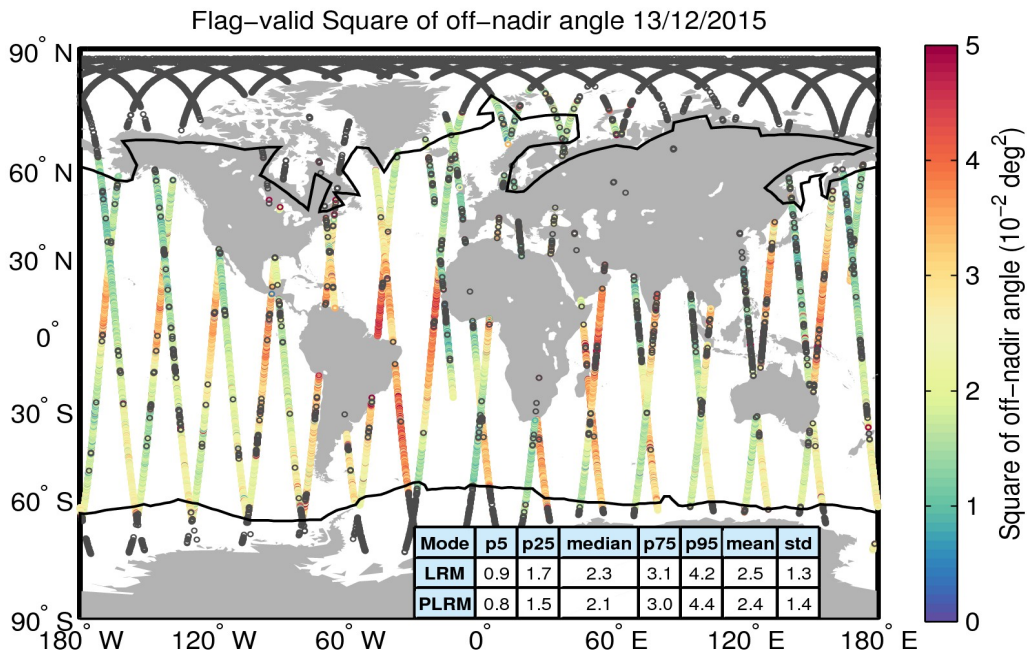 Flag−valid Square of off−nadir angle 13/12/2015
90° N
60° N
30° N
0°
30° S
60° S
90° S
180° W
120° W
60° W
0°
60° E
120° E
180° E
Mode p5 p25 median p75 p95 mean std
LRM 0.9 1.7 2.3 3.1 4.2 2.5 1.3
PLRM 0.8 1.5 2.1 3.0 4.4 2.4 1.4
5
4
3
2
1
0
Square of off−nadir angle (10⁻² deg²)